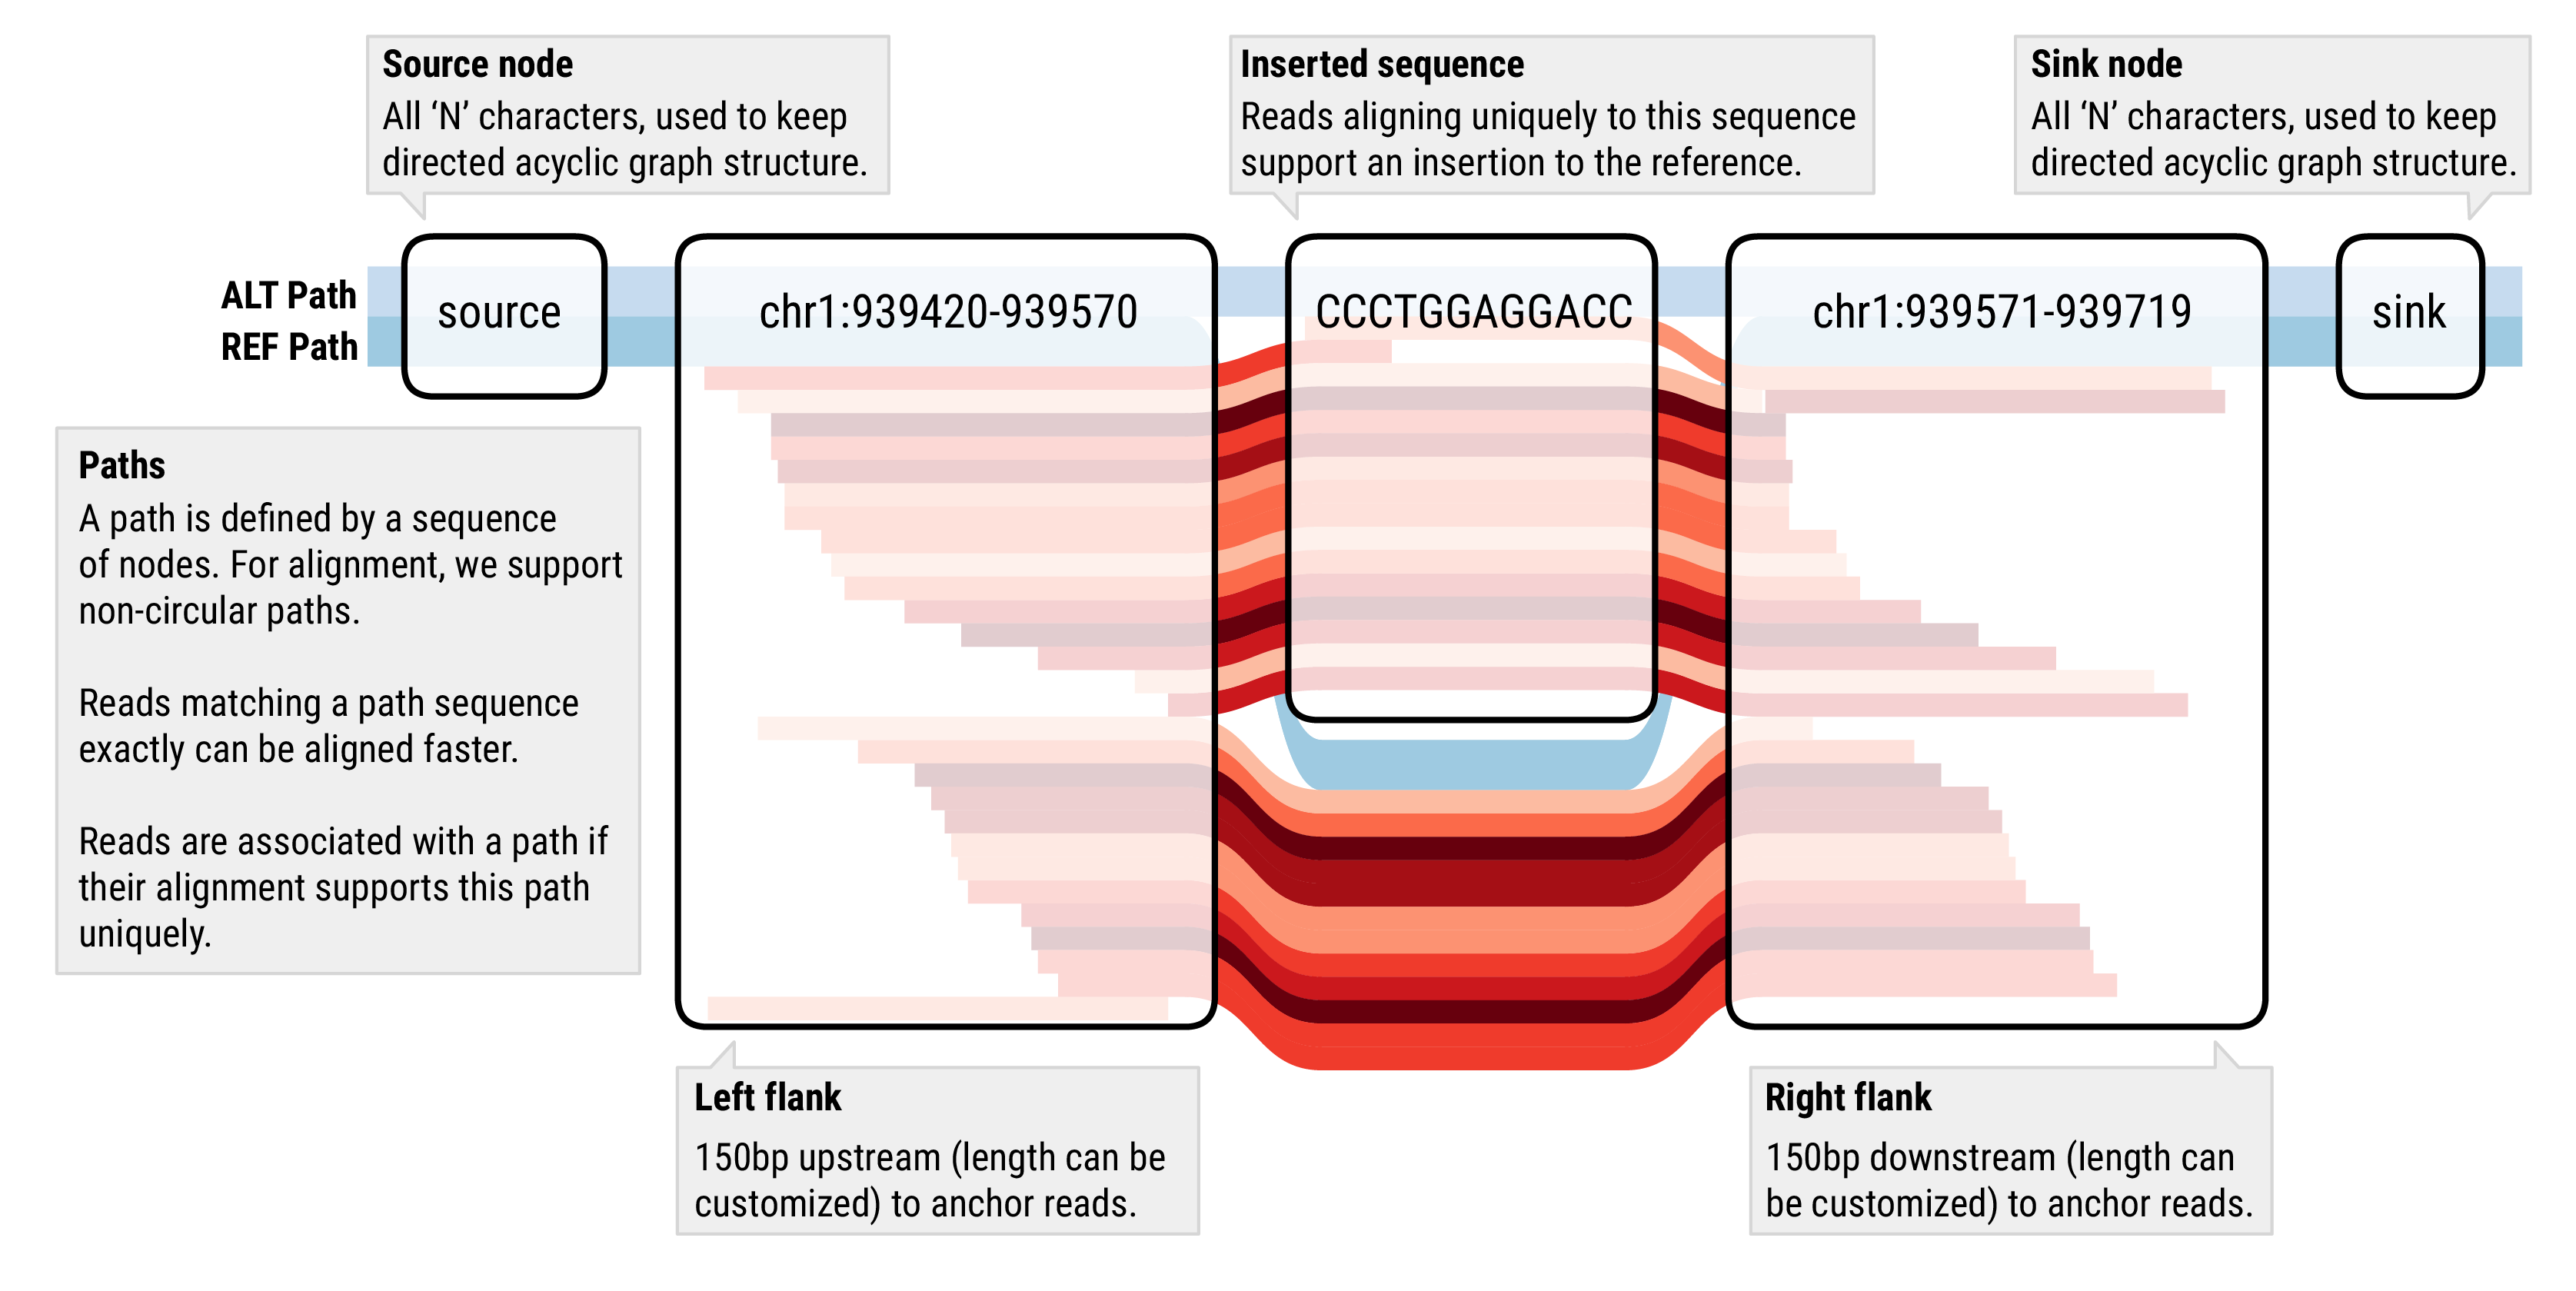 Source node
All ‘N’ characters, used to keep
directed acyclic graph structure.
Inserted sequence
Reads aligning uniquely to this sequence
support an insertion to the reference.
Sink node
All ‘N’ characters, used to keep
directed acyclic graph structure.
ALT Path
REF Path
source
chr1:939420-939570
CCCTGGAGGACC
chr1:939571-939719
sink
Paths
A path is defined by a sequence
of nodes. For alignment, we support
non-circular paths.
Reads matching a path sequence
exactly can be aligned faster.
Reads are associated with a path if
their alignment supports this path
uniquely.
Left flank
150bp upstream (length can be
customized) to anchor reads.
Right flank
150bp downstream (length can
be customized) to anchor reads.